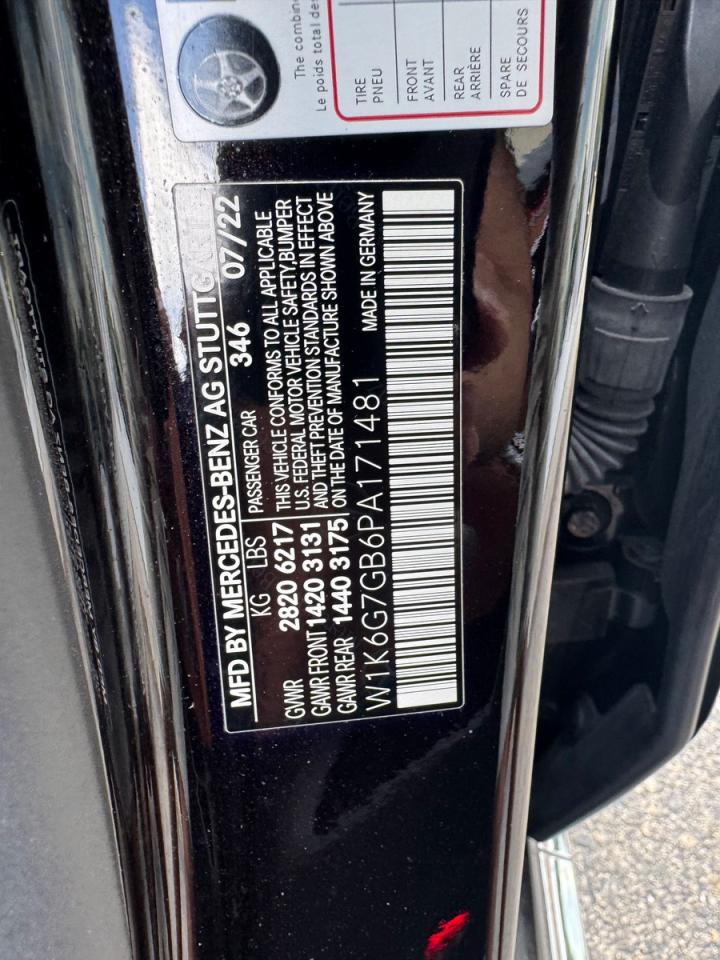 MFD BY MERCEDES-BENZ AG STUTTGART
KG LBS 346 07/22
GVWR 2820 6217
GAWR FRONT 1420 3131
GAWR REAR 1440 3175
PASSENGER CAR
THIS VEHICLE CONFORMS TO ALL APPLICABLE
U.S. FEDERAL MOTOR VEHICLE SAFETY,BUMPER
AND THEFT PREVENTION STANDARDS IN EFFECT
ON THE DATE OF MANUFACTURE SHOWN ABOVE
W1K6G7GB6PA171481 MADE IN GERMANY
The combine
Le poids total de
TIRE
PNEU
FRONT
AVANT
REAR
ARRIÈRE
SPARE
DE SECOURS